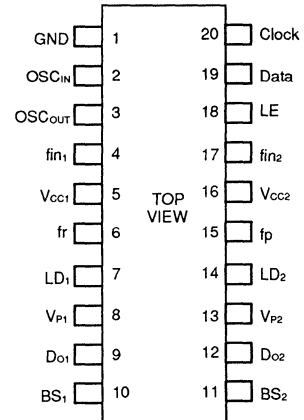 GND 1 20 Clock
OSCIN 2 19 Data
OSCOUT 3 18 LE
fin1 4 17 fin2
VCC1 5 16 VCC2
TOP
VIEW
fr 6 15 fp
LD1 7 14 LD2
VP1 8 13 VP2
DO1 9 12 DO2
BS1 10 11 BS2